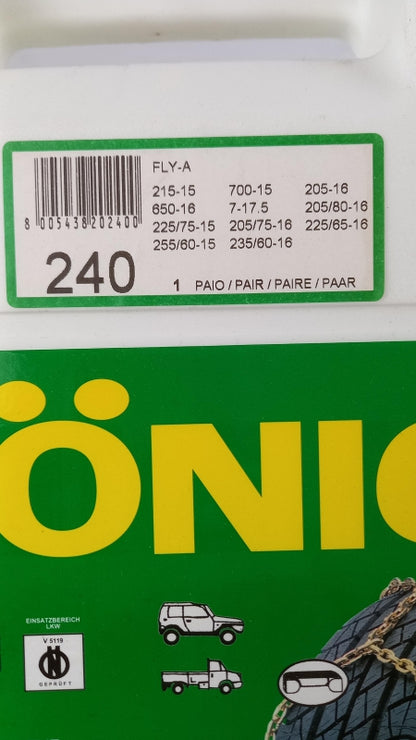 FLY-A
215-15 700-15 205-16
650-16 7-17.5 205/80-16
225/75-15 205/75-16 225/65-16
255/60-15 235/60-16
8 005438 202400
240
1 PAIO / PAIR / PAIRE / PAAR
ÖNI
EINSATZBEREICH
LKW
V 5119
GEPRÜFT